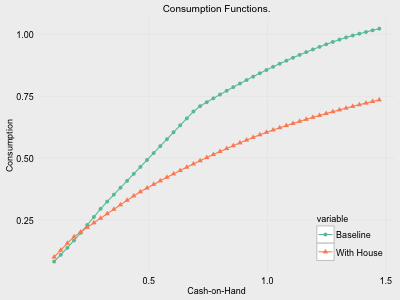 Consumption Functions.
1.00
0.75
0.50
0.25
Consumption
0.5
1.0
1.5
Cash-on-Hand
variable
Baseline
With House